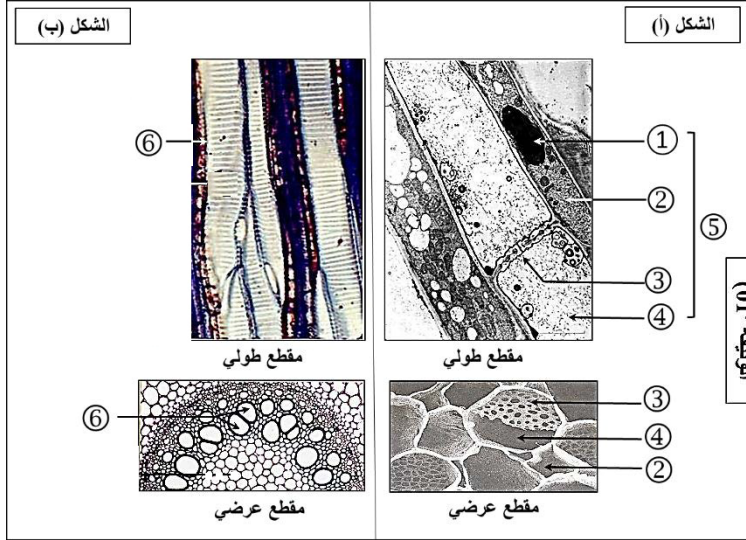 الشكل (أ)
①
②
③
④
⑤
مقطع طولي
③
④
②
مقطع عرضي
الشكل (ب)
⑥
مقطع طولي
⑥
مقطع عرضي